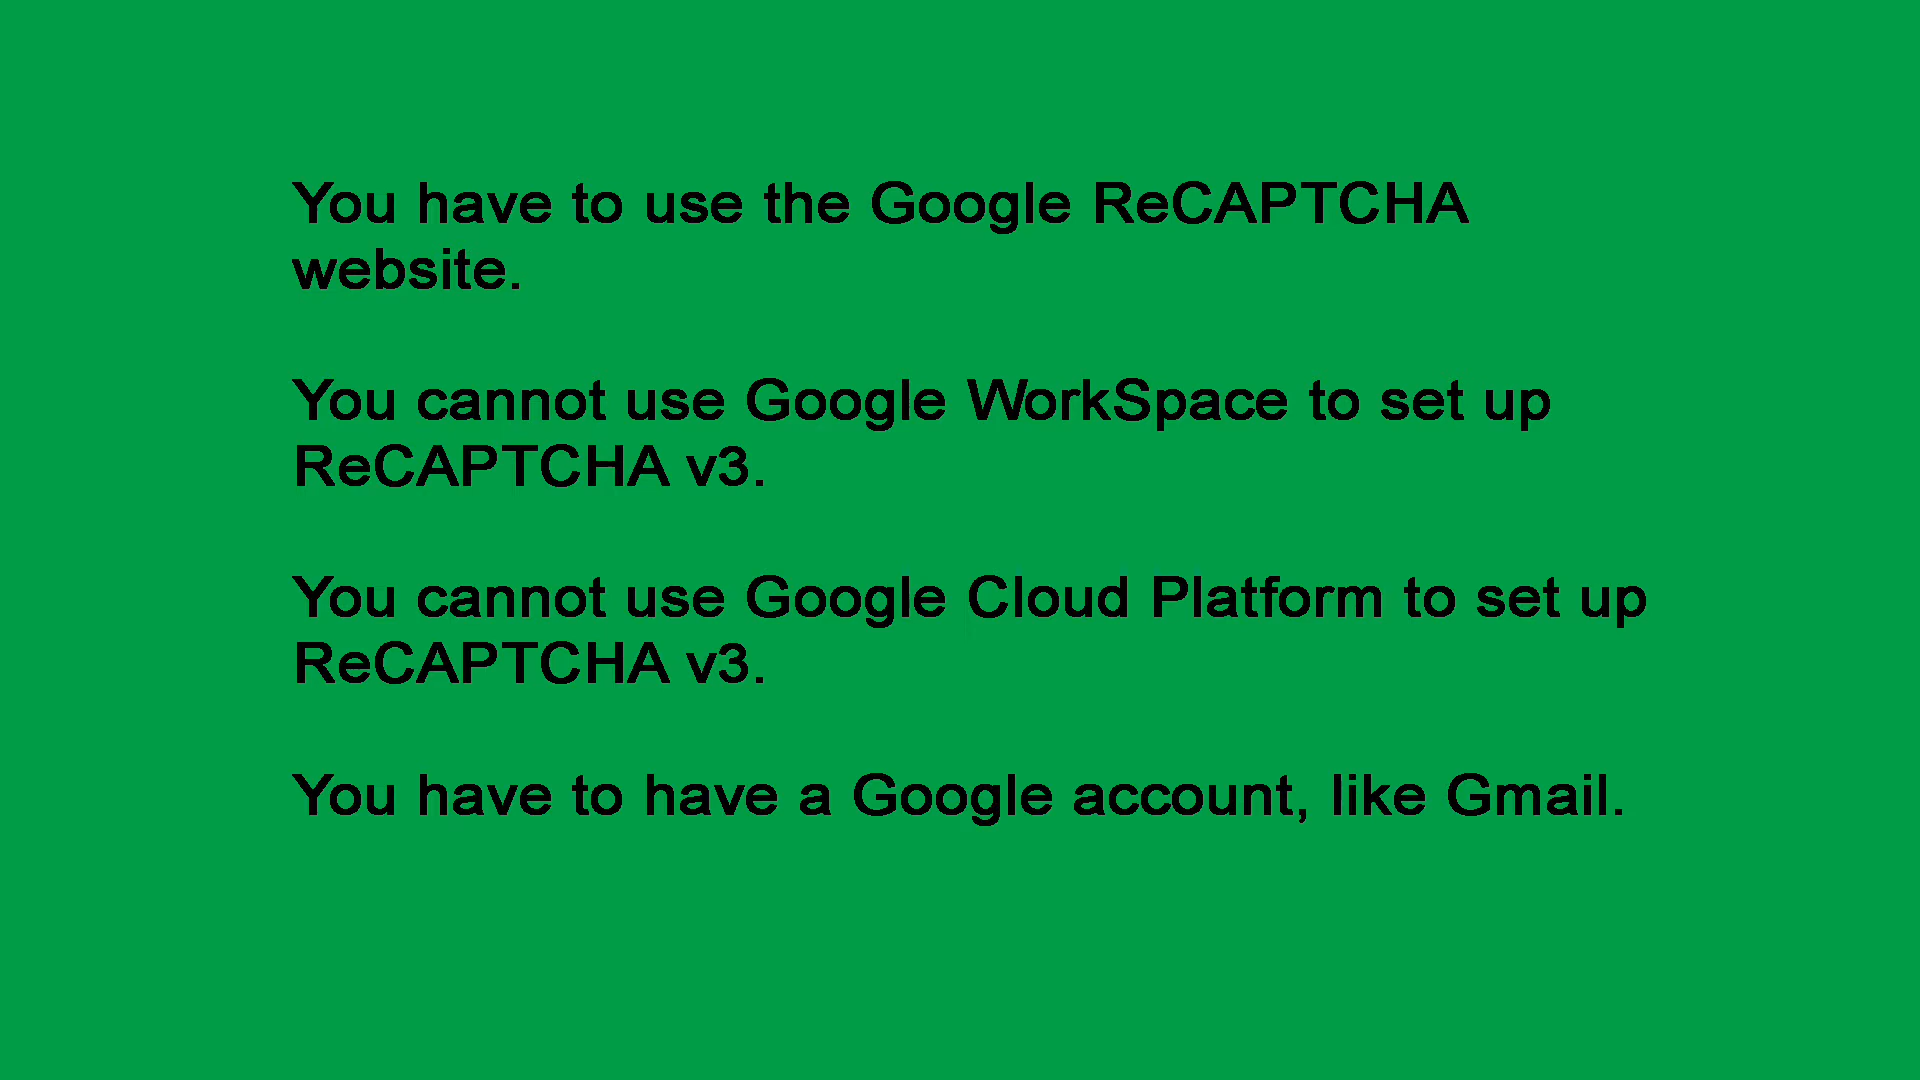 You have to use the Google ReCAPTCHA
website.
You cannot use Google WorkSpace to set up
ReCAPTCHA v3.
You cannot use Google Cloud Platform to set up
ReCAPTCHA v3.
You have to have a Google account, like Gmail.